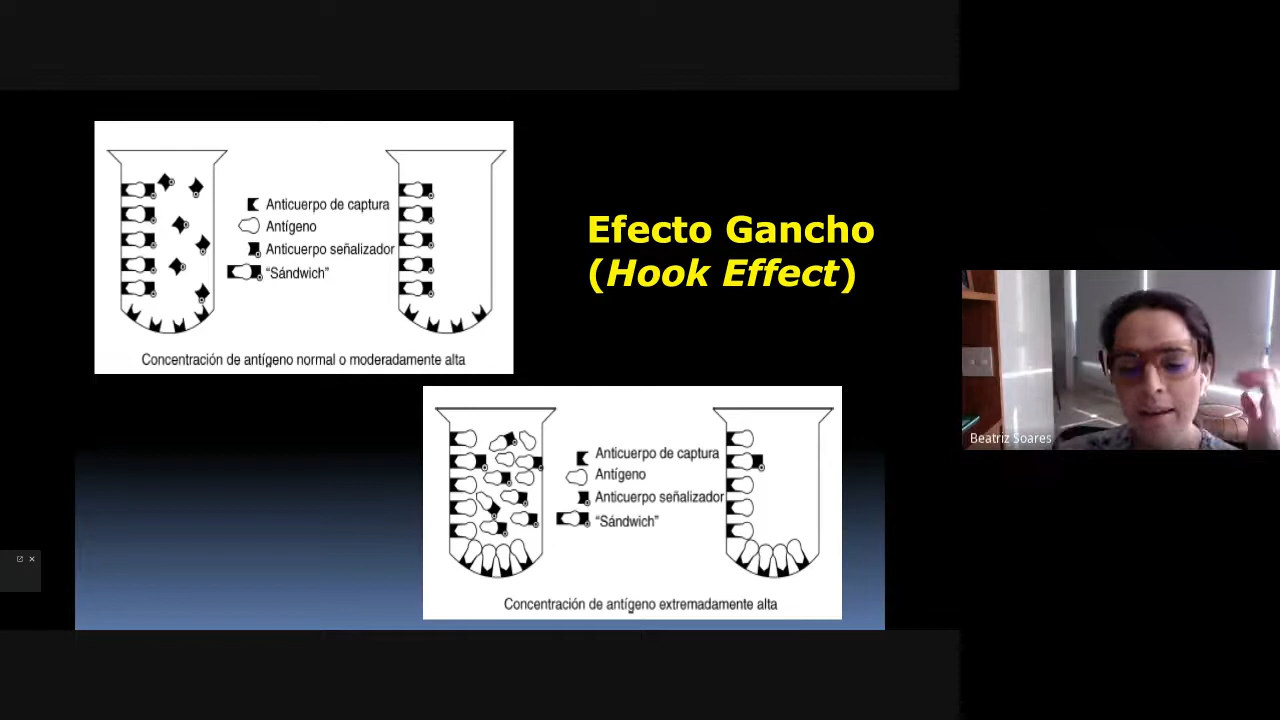 Anticuerpo de captura
Antígeno
Anticuerpo señalizador
“Sándwich”
Concentración de antígeno normal o moderadamente alta
Efecto Gancho
(Hook Effect)
Anticuerpo de captura
Antígeno
Anticuerpo señalizador
“Sándwich”
Concentración de antígeno extremadamente alta
Beatriz Soares